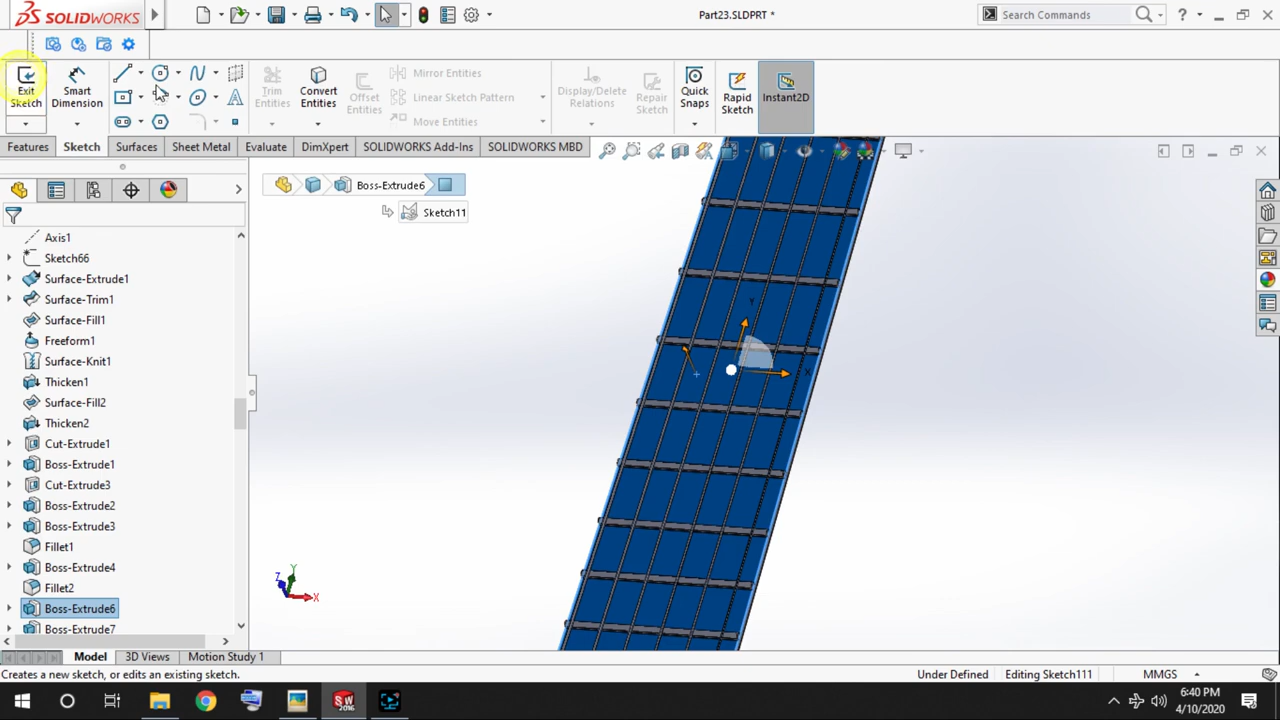 SOLIDWORKS
Part23.SLDPRT *
Search Commands
?
Exit Sketch
Smart Dimension
Trim Entities
Convert Entities
Offset Entities
Mirror Entities
Linear Sketch Pattern
Move Entities
Display/Delete Relations
Repair Sketch
Quick Snaps
Rapid Sketch
Instant2D
Features
Sketch
Surfaces
Sheet Metal
Evaluate
DimXpert
SOLIDWORKS Add-Ins
SOLIDWORKS MBD
Boss-Extrude6
Sketch11
Axis1
Sketch66
Surface-Extrude1
Surface-Trim1
Surface-Fill1
Freeform1
Surface-Knit1
Thicken1
Surface-Fill2
Thicken2
Cut-Extrude1
Boss-Extrude1
Cut-Extrude3
Boss-Extrude2
Boss-Extrude3
Fillet1
Boss-Extrude4
Fillet2
Boss-Extrude6
Boss-Extrude7
Y
X
Y
Z
X
Model
3D Views
Motion Study 1
Creates a new sketch, or edits an existing sketch.
Under Defined
Editing Sketch111
MMGS
SW
2016
6:40 PM
4/10/2020